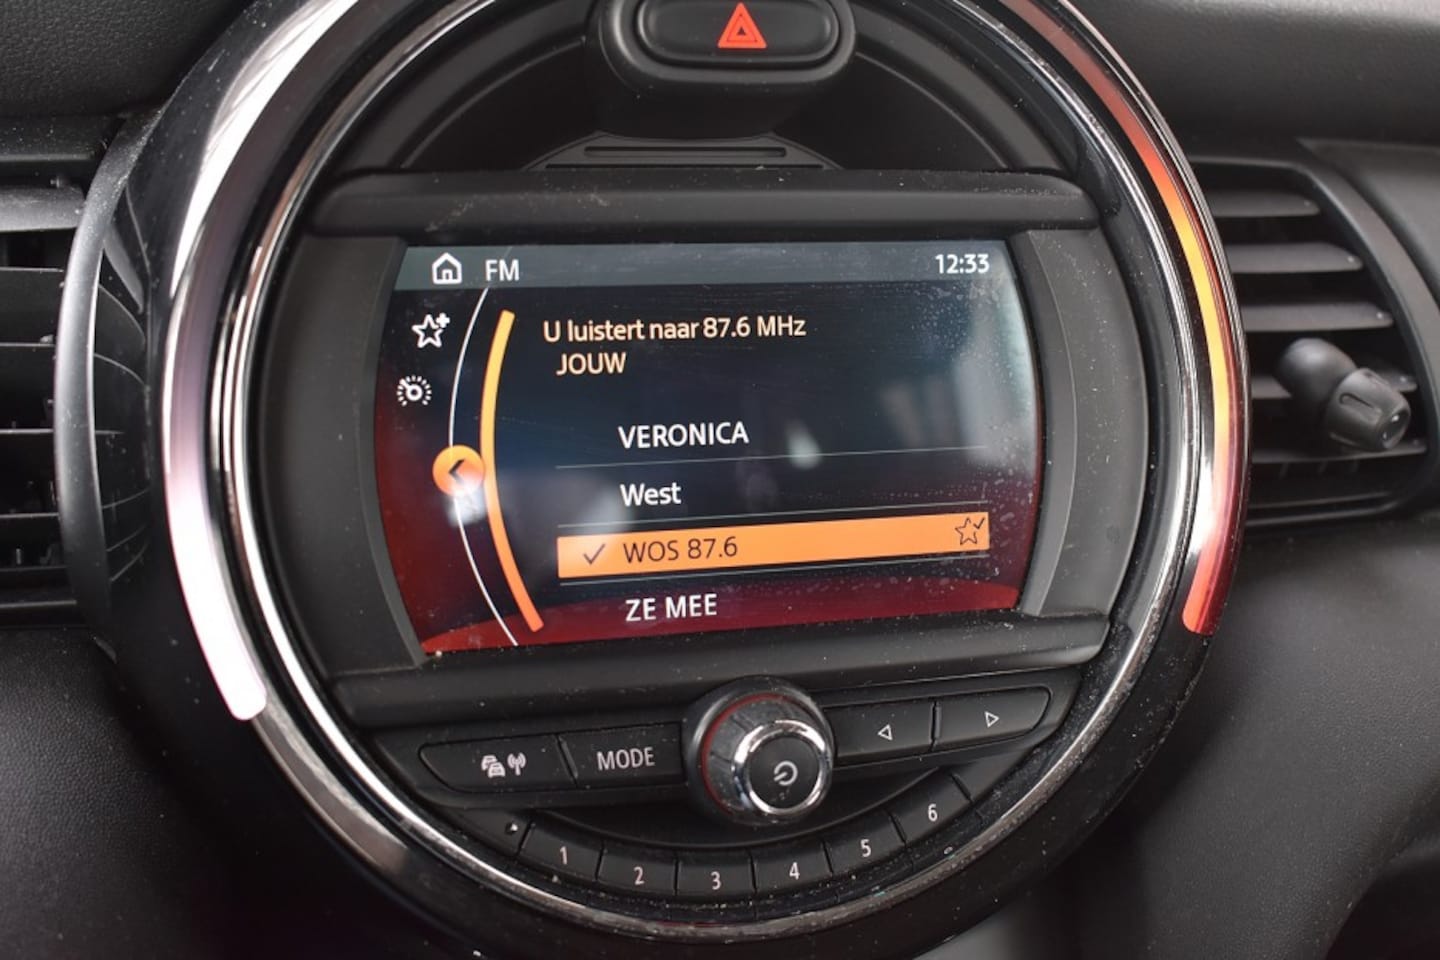 FM 12:33
U luistert naar 87.6 MHz
JOUW
VERONICA
West
WOS 87.6
ZE MEE
MODE
1 2 3 4 5 6